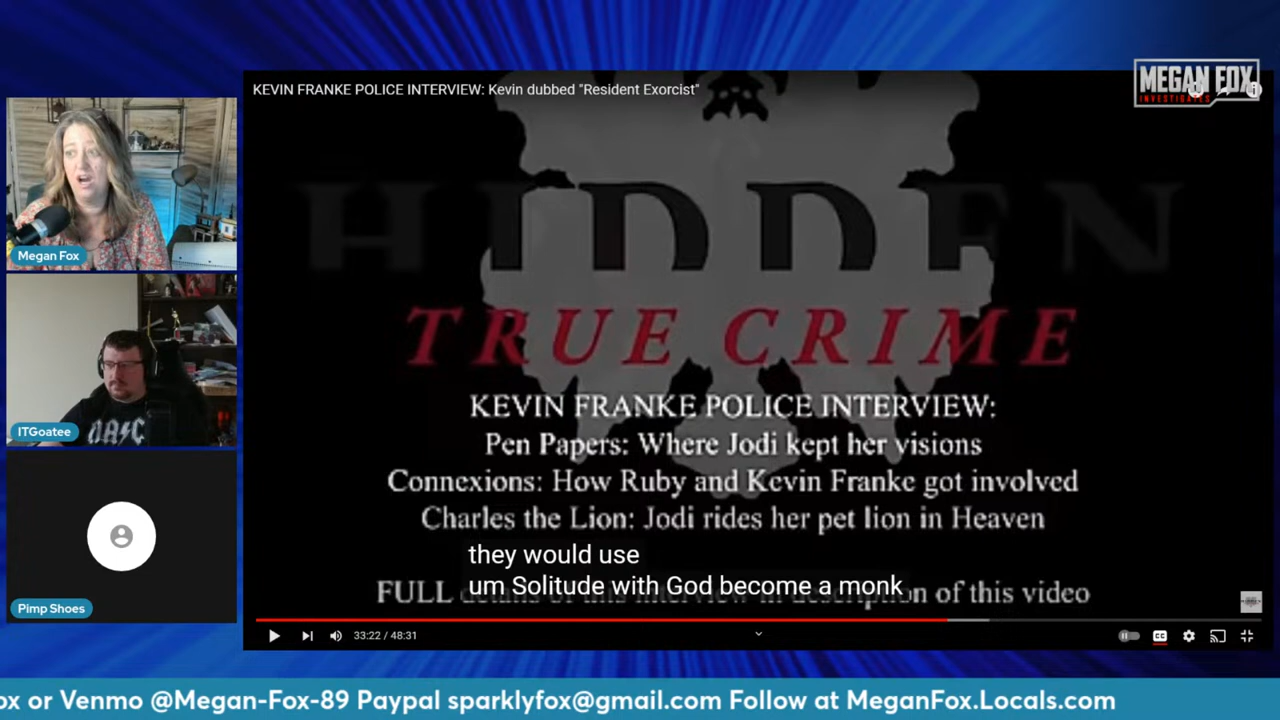 KEVIN FRANKE POLICE INTERVIEW: Kevin dubbed "Resident Exorcist"
MEGAN FOX
INVESTIGATES
Megan Fox
ITGoatee
Pimp Shoes
HIDDEN
TRUE CRIME
KEVIN FRANKE POLICE INTERVIEW:
Pen Papers: Where Jodi kept her visions
Connexions: How Ruby and Kevin Franke got involved
Charles the Lion: Jodi rides her pet lion in Heaven
they would use
um Solitude with God become a monk
FULL of this video
33:22 / 48:31
CC
ox or Venmo @Megan-Fox-89 Paypal sparklyfox@gmail.com Follow at MeganFox.Locals.com